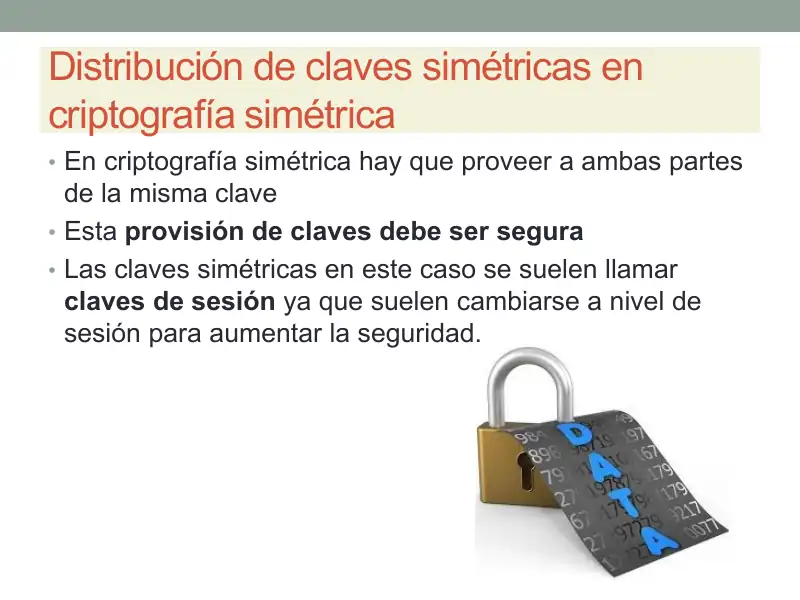 Distribución de claves simétricas en
criptografía simétrica
• En criptografía simétrica hay que proveer a ambas partes
de la misma clave
• Esta provisión de claves debe ser segura
• Las claves simétricas en este caso se suelen llamar
claves de sesión ya que suelen cambiarse a nivel de
sesión para aumentar la seguridad.
DATA